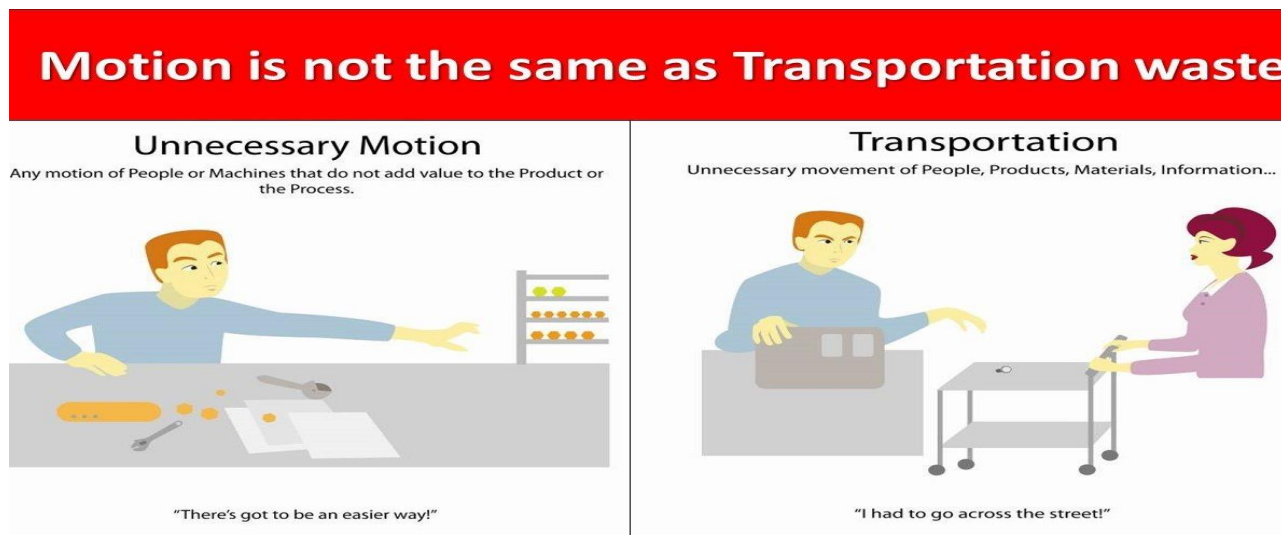 Motion is not the same as Transportation waste
Unnecessary Motion
Any motion of People or Machines that do not add value to the Product or
the Process.
"There's got to be an easier way!"
Transportation
Unnecessary movement of People, Products, Materials, Information...
"I had to go across the street!"